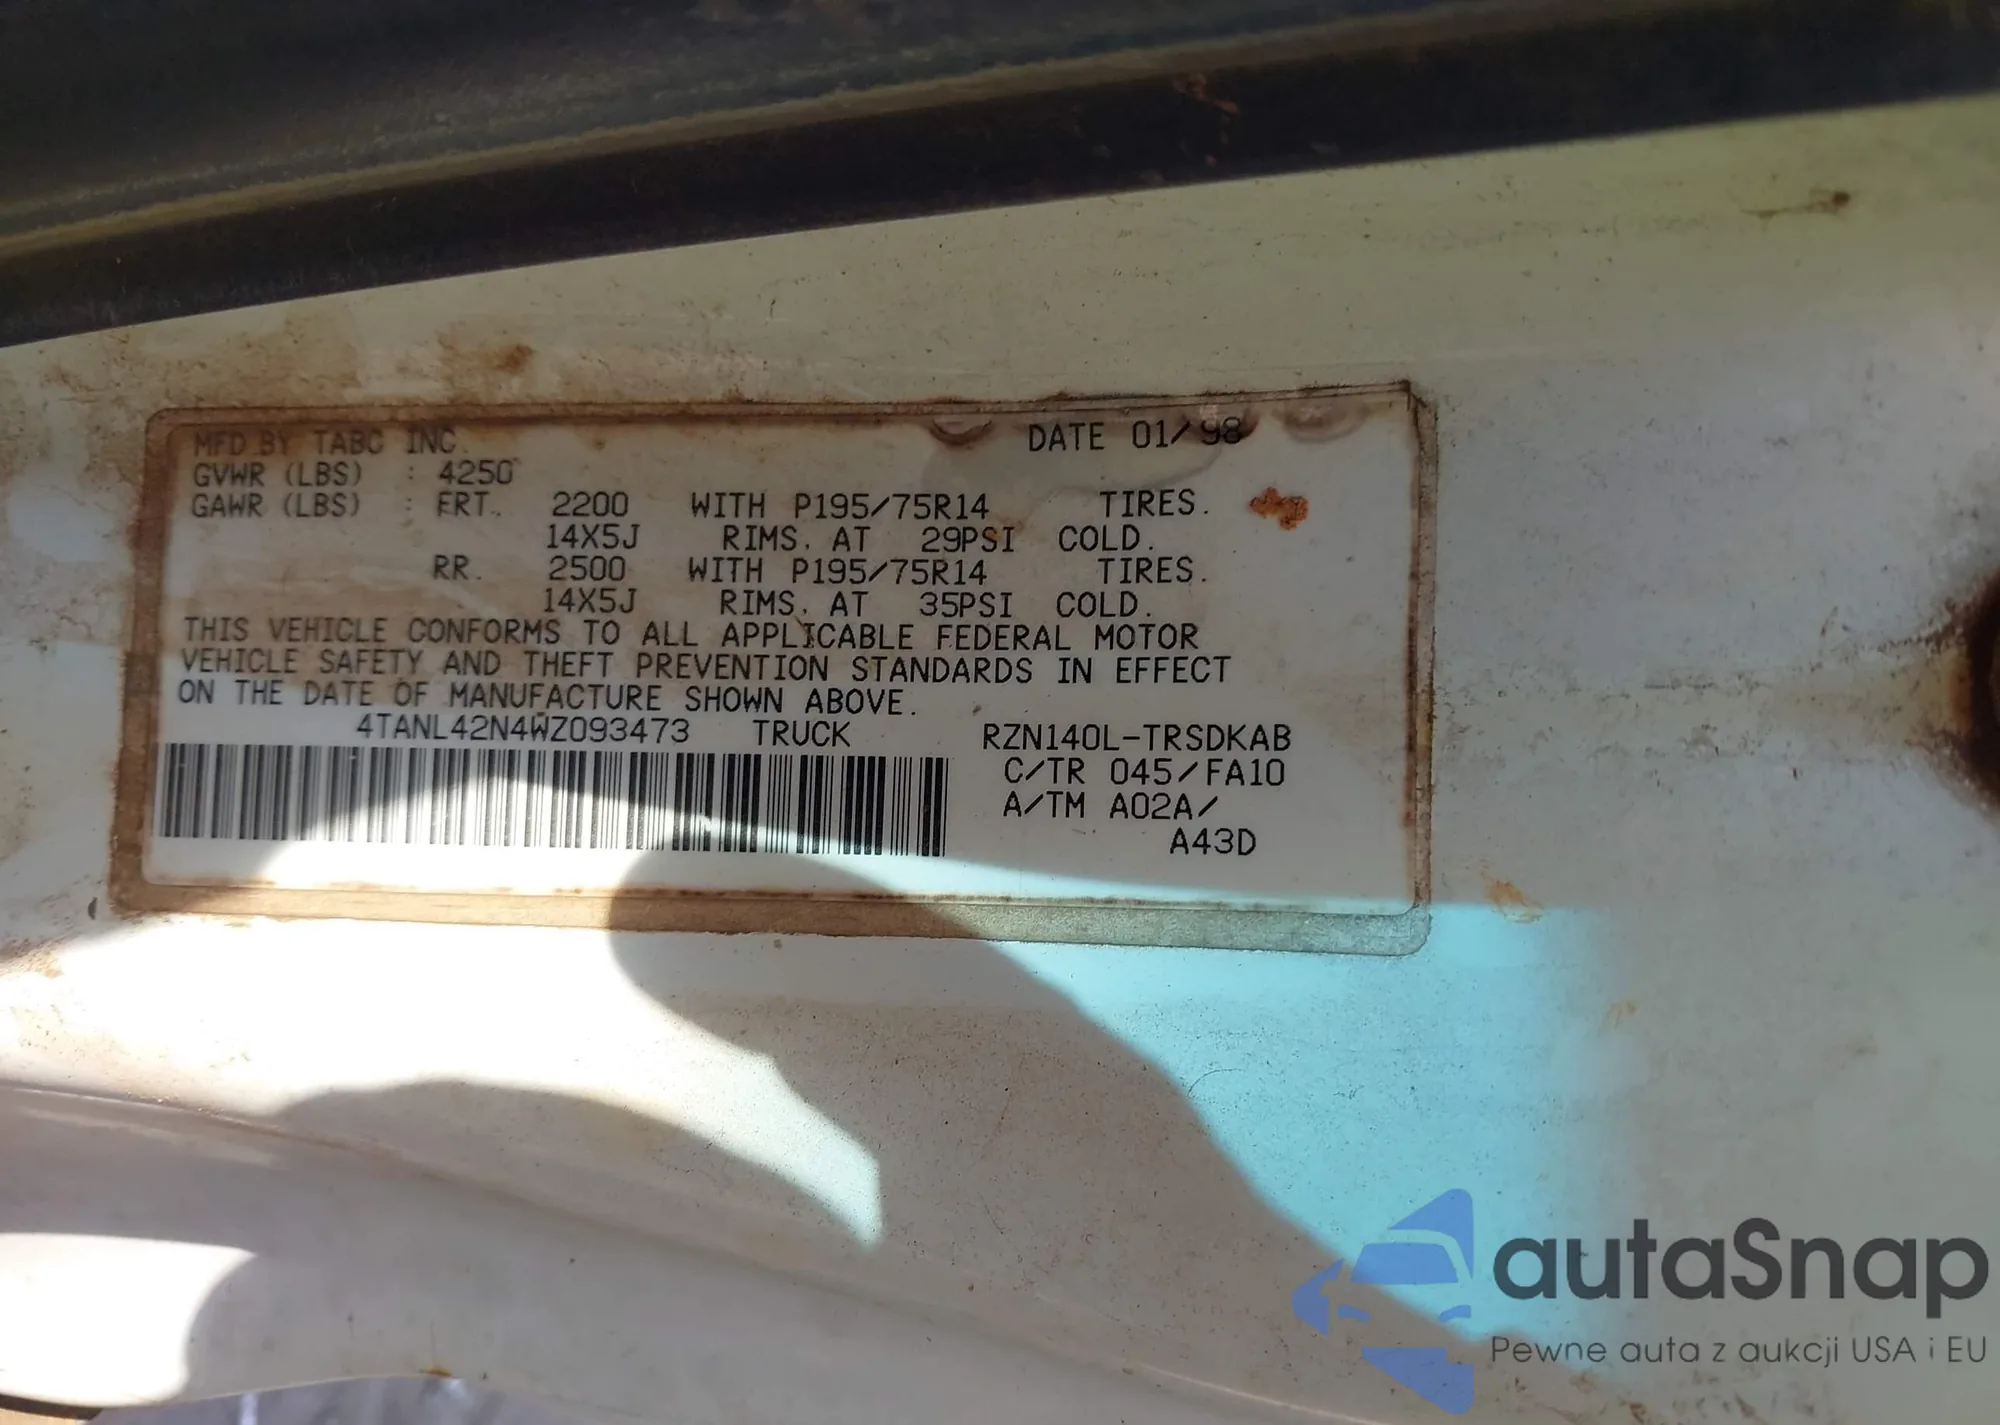 MFD BY TABC INC. DATE 01/98
GVWR (LBS) : 4250
GAWR (LBS) : FRT. 2200 WITH P195/75R14 TIRES.
14X5J RIMS. AT 29PSI COLD.
RR. 2500 WITH P195/75R14 TIRES.
14X5J RIMS. AT 35PSI COLD.
THIS VEHICLE CONFORMS TO ALL APPLICABLE FEDERAL MOTOR
VEHICLE SAFETY AND THEFT PREVENTION STANDARDS IN EFFECT
ON THE DATE OF MANUFACTURE SHOWN ABOVE.
4TANL42N4WZ093473 TRUCK RZN140L-TRSDKAB
C/TR 045/FA10
A/TM A02A/
A43D
autaSnap
Pewne auta z aukcji USA i EU